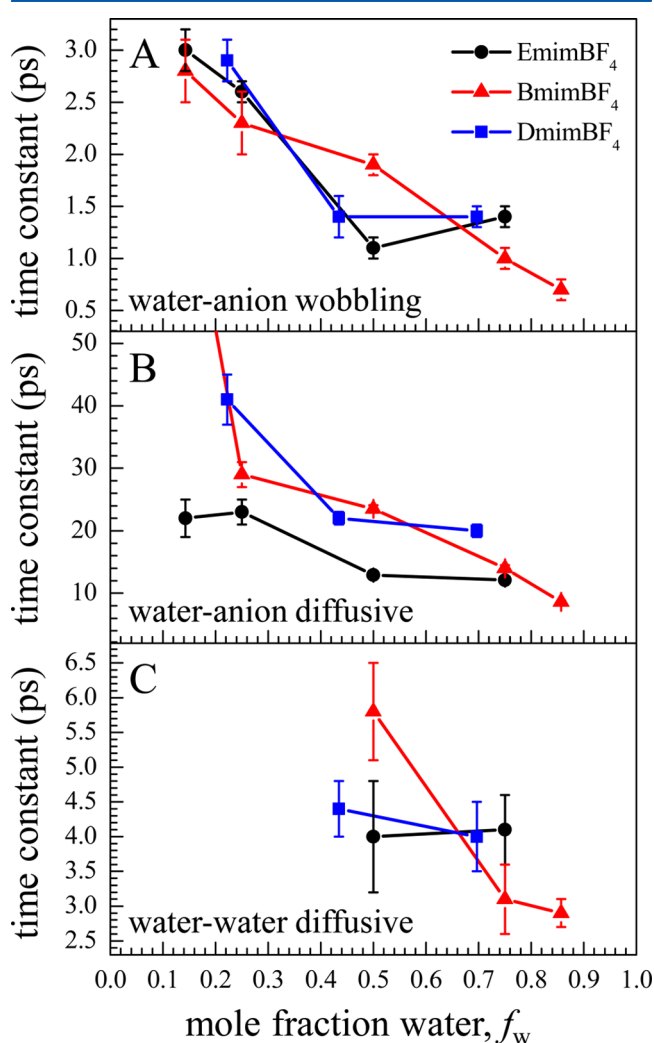 A
EmimBF4
BmimBF4
DmimBF4
3.0
2.5
2.0
1.5
1.0
0.5
time constant (ps)
water-anion wobbling
B
50
40
30
20
10
time constant (ps)
water-anion diffusive
C
6.5
6.0
5.5
5.0
4.5
4.0
3.5
3.0
2.5
time constant (ps)
water-water diffusive
0.0 0.1 0.2 0.3 0.4 0.5 0.6 0.7 0.8 0.9 1.0
mole fraction water, fw